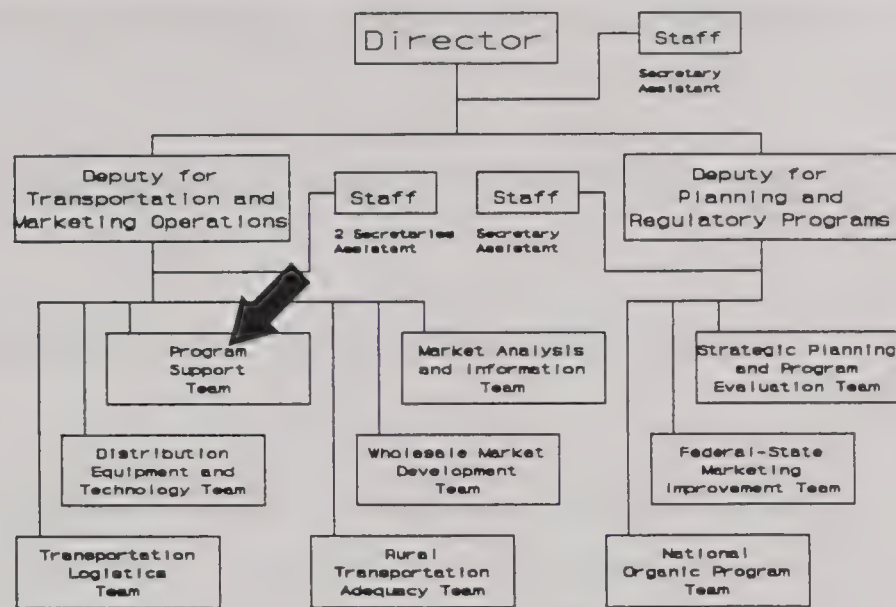 Director
Staff
Secretary
Assistant
Deputy for
Transportation and
Marketing Operations
Staff
2 Secretaries
Assistant
Staff
Secretary
Assistant
Deputy for
Planning and
Regulatory Programs
Program
Support
Team
Market Analysis
and Information
Team
Strategic Planning
and Program
Evaluation Team
Distribution
Equipment and
Technology Team
Wholesale Market
Development
Team
Federal-State
Marketing
Improvement Team
Transportation
Logistics
Team
Rural
Transportation
Adequacy Team
National
Organic Program
Team